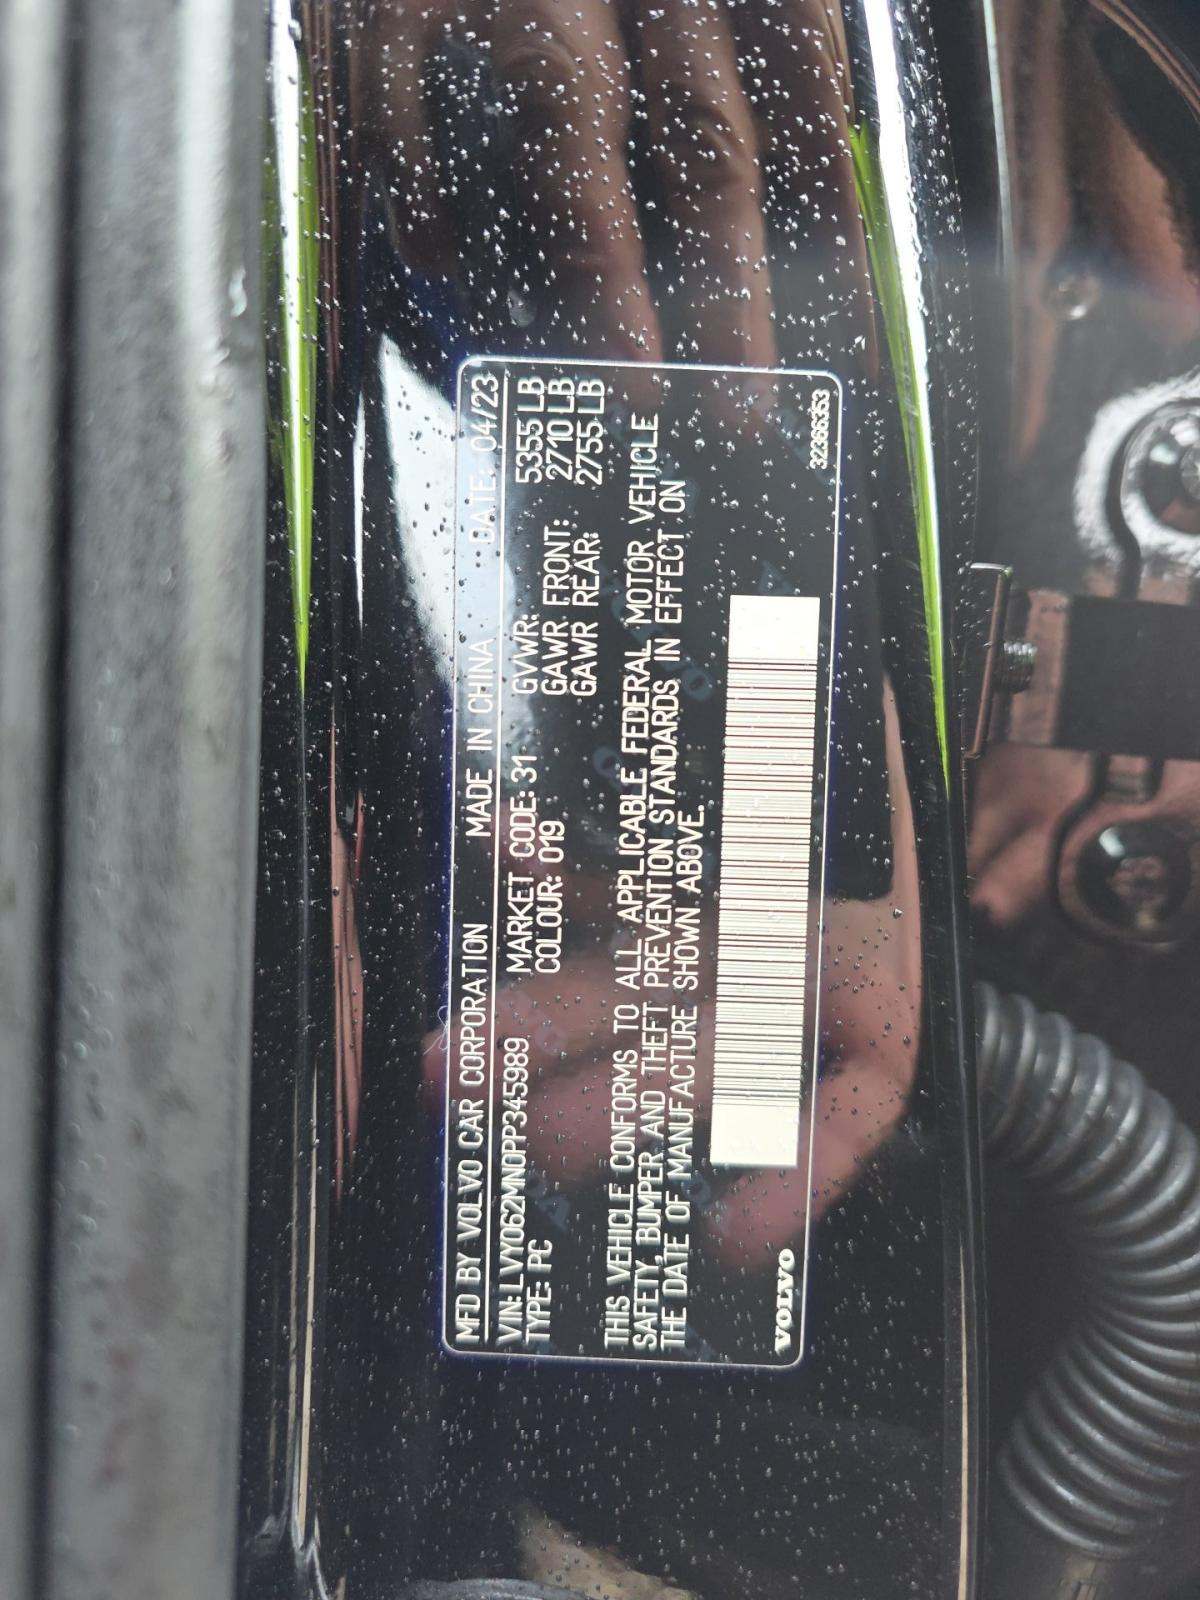 MFD BY VOLVO CAR CORPORATION MADE IN CHINA DATE: 04/23
VIN: LVY062MN0PP345989 MARKET CODE: 31 GVWR: 5355 LB
TYPE: PC COLOUR: 019 GAWR FRONT: 2710 LB
GAWR REAR: 2755 LB
THIS VEHICLE CONFORMS TO ALL APPLICABLE FEDERAL MOTOR VEHICLE
SAFETY, BUMPER, AND THEFT PREVENTION STANDARDS IN EFFECT ON
THE DATE OF MANUFACTURE SHOWN ABOVE.
VOLVO 32366353